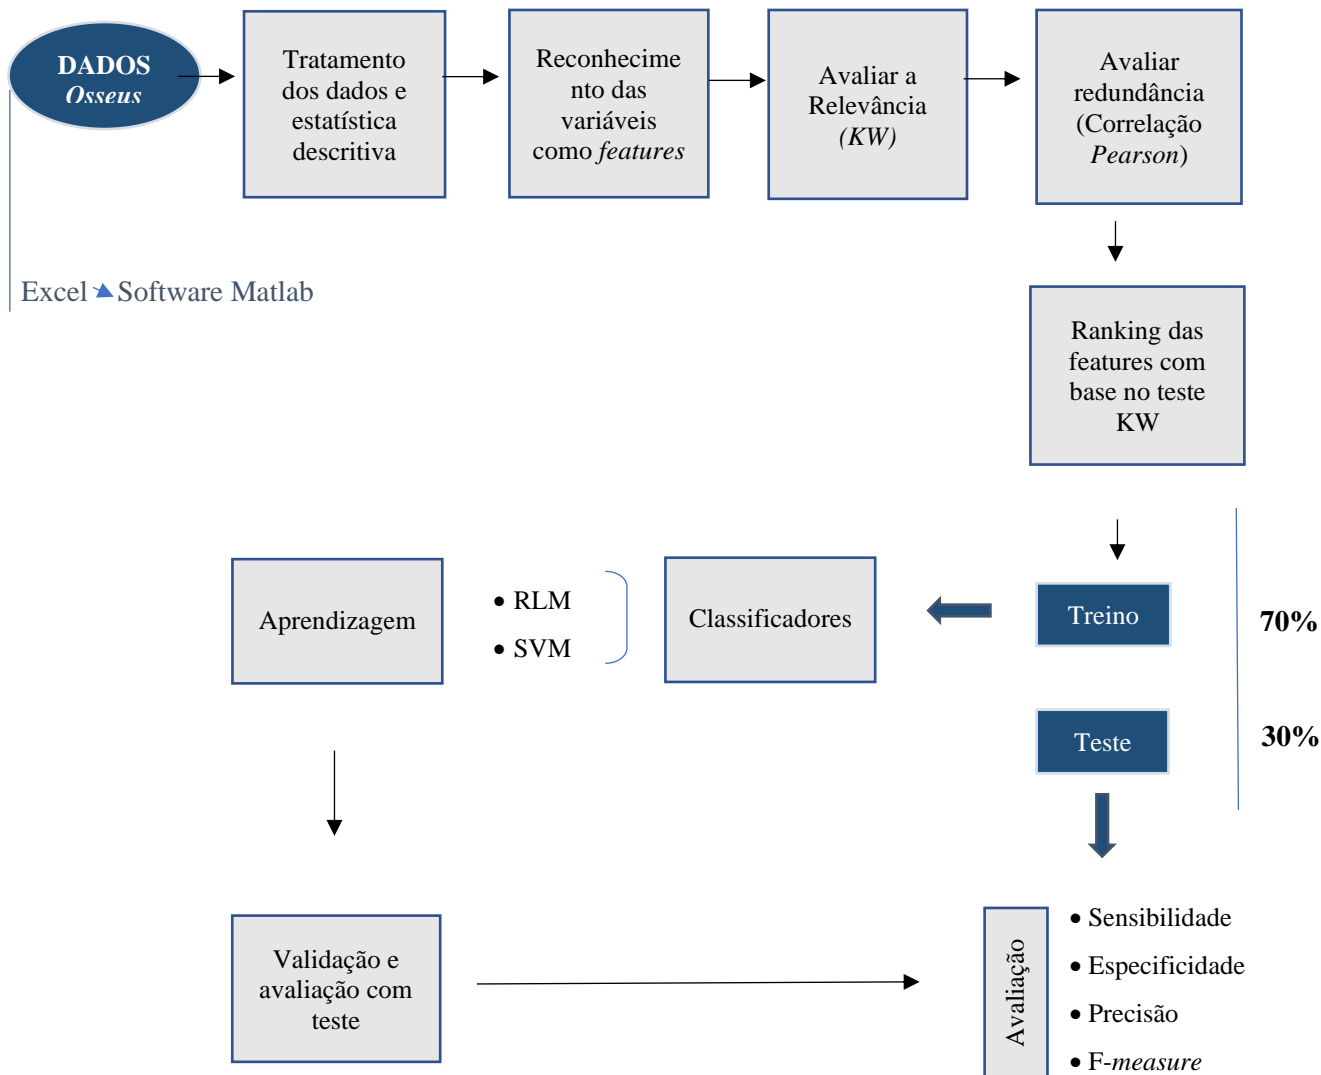 DADOS
Osseus
Tratamento
dos dados e
estatística
descritiva
Reconhecime
nto das
variáveis
como features
Avaliar a
Relevância
(KW)
Avaliar
redundância
(Correlação
Pearson)
Excel Software Matlab
Ranking das
features com
base no teste
KW
Aprendizagem
• RLM
• SVM
Classificadores
Treino
70%
Teste
30%
Validação e
avaliação com
teste
Avaliação
• Sensibilidade
• Especificidade
• Precisão
• F-measure